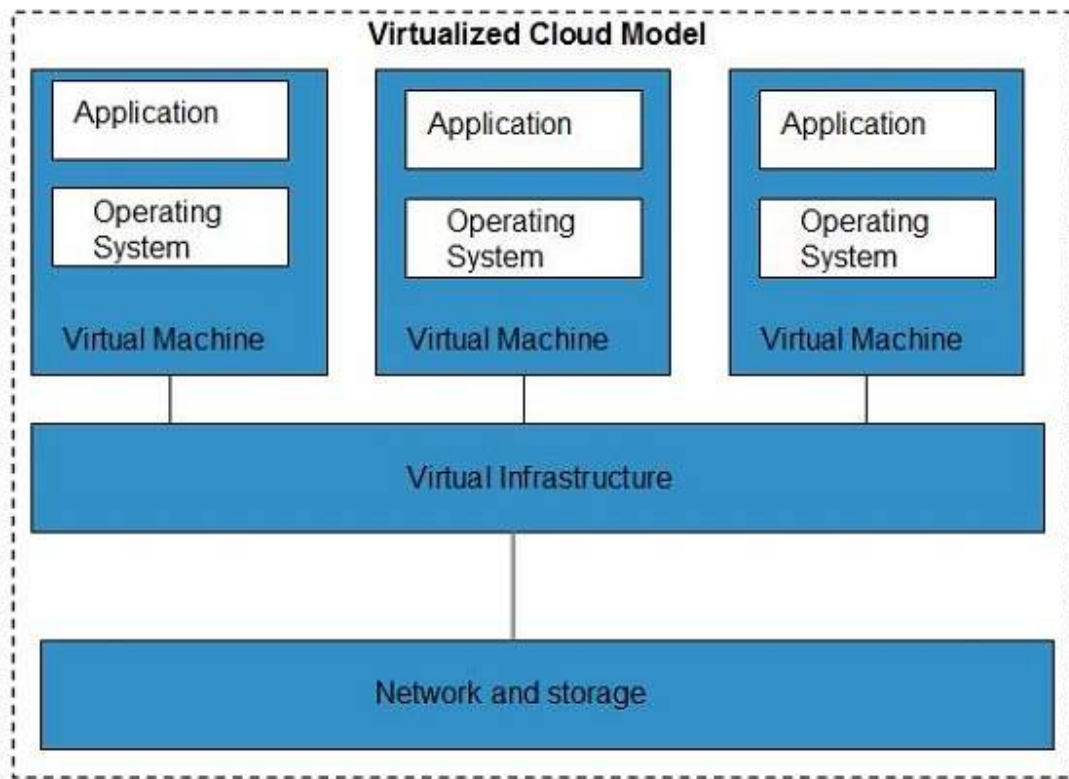 Virtualized Cloud Model
Application
Operating
System
Virtual Machine
Application
Operating
System
Virtual Machine
Application
Operating
System
Virtual Machine
Virtual Infrastructure
Network and storage